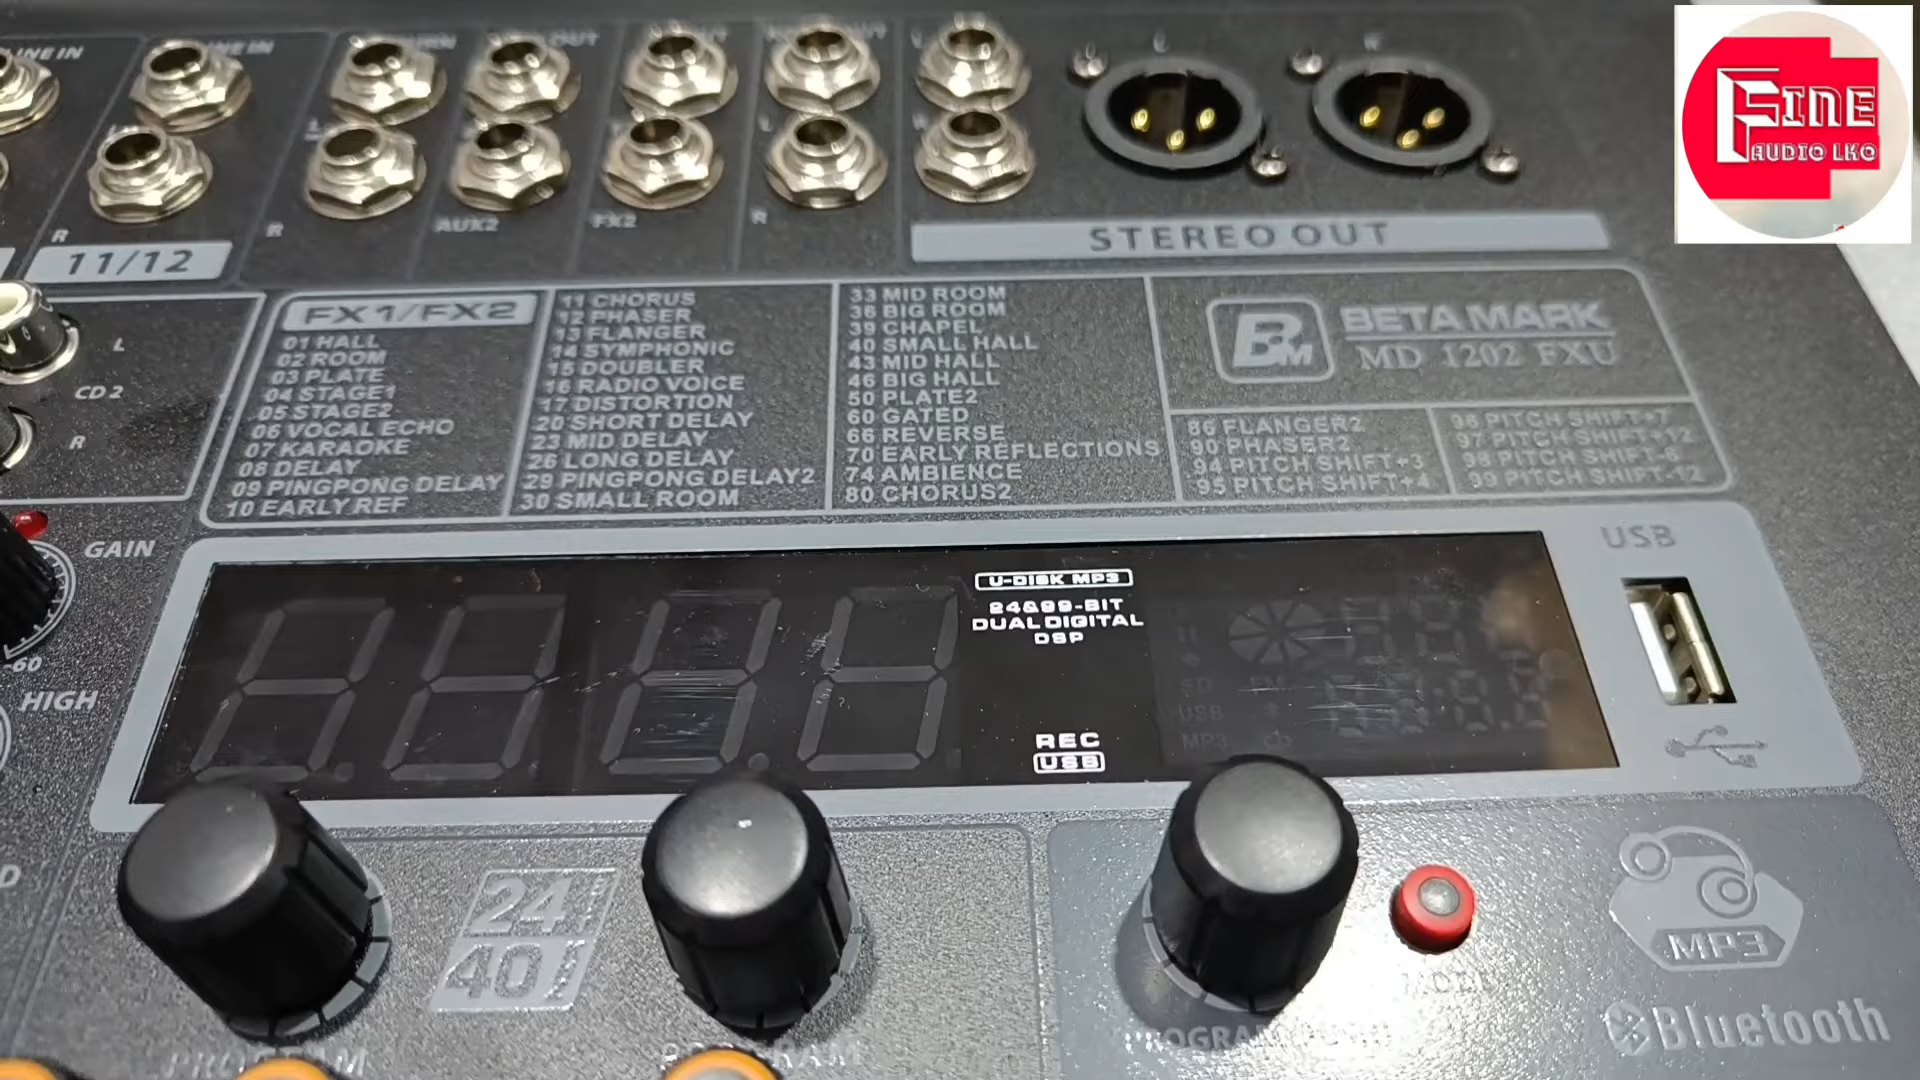 LINE IN
LINE IN
L
R
FINE
AUDIO LKO
R
R
AUX2
FX2
R
11/12
STEREO OUT
L
CD 2
R
FX1/FX2
01 HALL
02 ROOM
03 PLATE
04 STAGE1
05 STAGE2
06 VOCAL ECHO
07 KARAOKE
08 DELAY
09 PINGPONG DELAY
10 EARLY REF
11 CHORUS
12 PHASER
13 FLANGER
14 SYMPHONIC
15 DOUBLER
16 RADIO VOICE
17 DISTORTION
20 SHORT DELAY
23 MID DELAY
26 LONG DELAY
29 PINGPONG DELAY2
30 SMALL ROOM
33 MID ROOM
36 BIG ROOM
39 CHAPEL
40 SMALL HALL
43 MID HALL
46 BIG HALL
50 PLATE2
60 GATED
66 REVERSE
70 EARLY REFLECTIONS
74 AMBIENCE
80 CHORUS2
BM
BETA MARK
MD 1202 FXU
86 FLANGER2
90 PHASER2
94 PITCH SHIFT+3
95 PITCH SHIFT+4
96 PITCH SHIFT+7
97 PITCH SHIFT+12
98 PITCH SHIFT-6
99 PITCH SHIFT-12
GAIN
-60
HIGH
U-DISK MP3
24&99-BIT
DUAL DIGITAL
DSP
REC
USB
USB
MP3
USB
24
40
MP3
Bluetooth
PROGRAM
PROGRAM